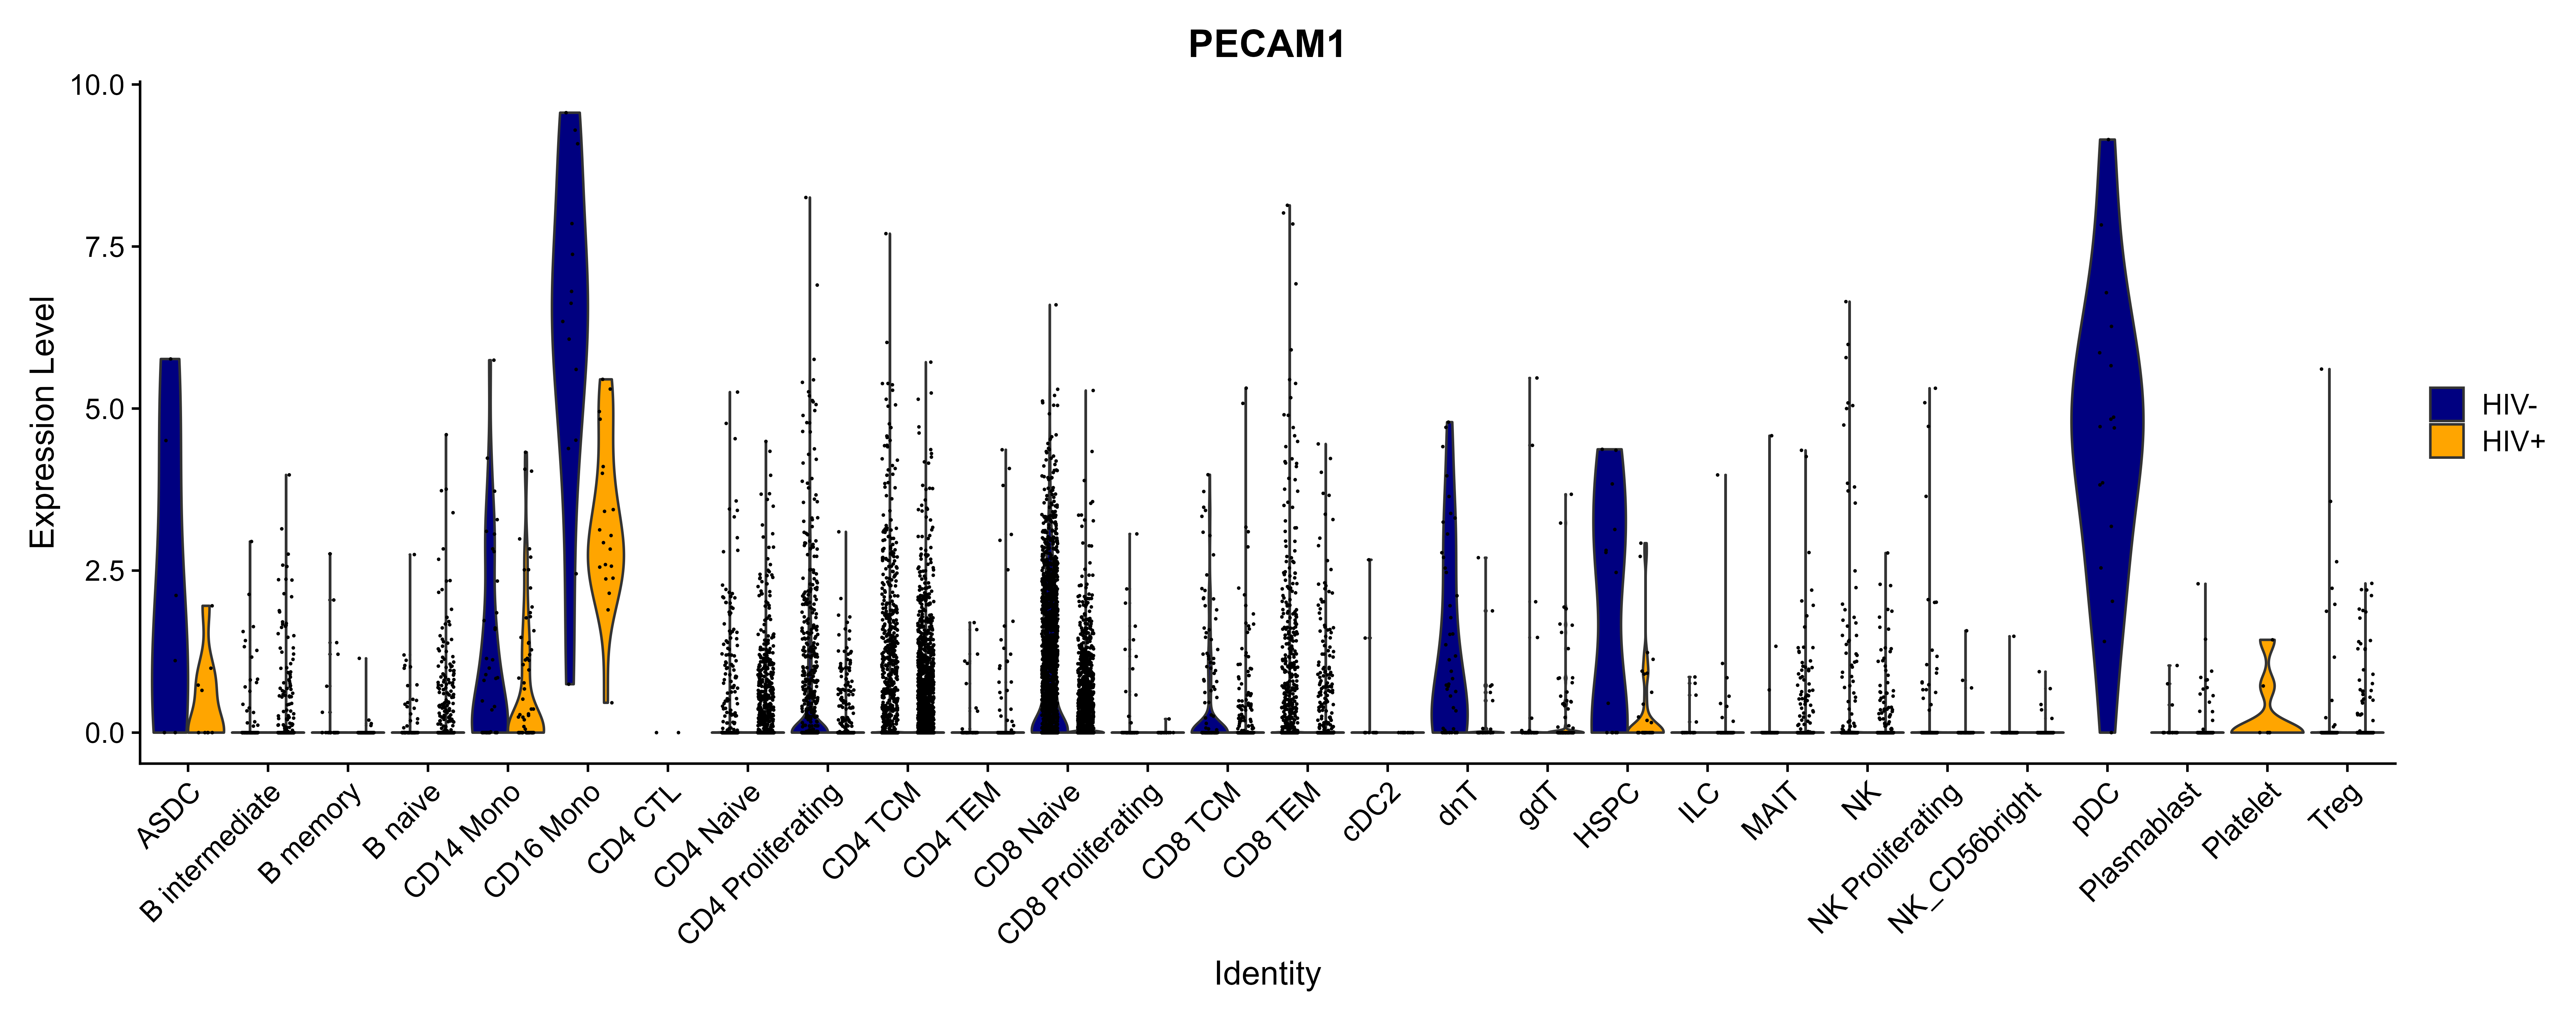 PECAM1
Expression Level
10.0
7.5
5.0
2.5
0.0
HIV-
HIV+
ASDC
B intermediate
B memory
B naive
CD14 Mono
CD16 Mono
CD4 CTL
CD4 Naive
CD4 Proliferating
CD4 TCM
CD4 TEM
CD8 Naive
CD8 Proliferating
CD8 TCM
CD8 TEM
cDC2
dnT
gdT
HSPC
ILC
MAIT
NK
NK Proliferating
NK_CD56bright
pDC
Plasmablast
Platelet
Treg
Identity